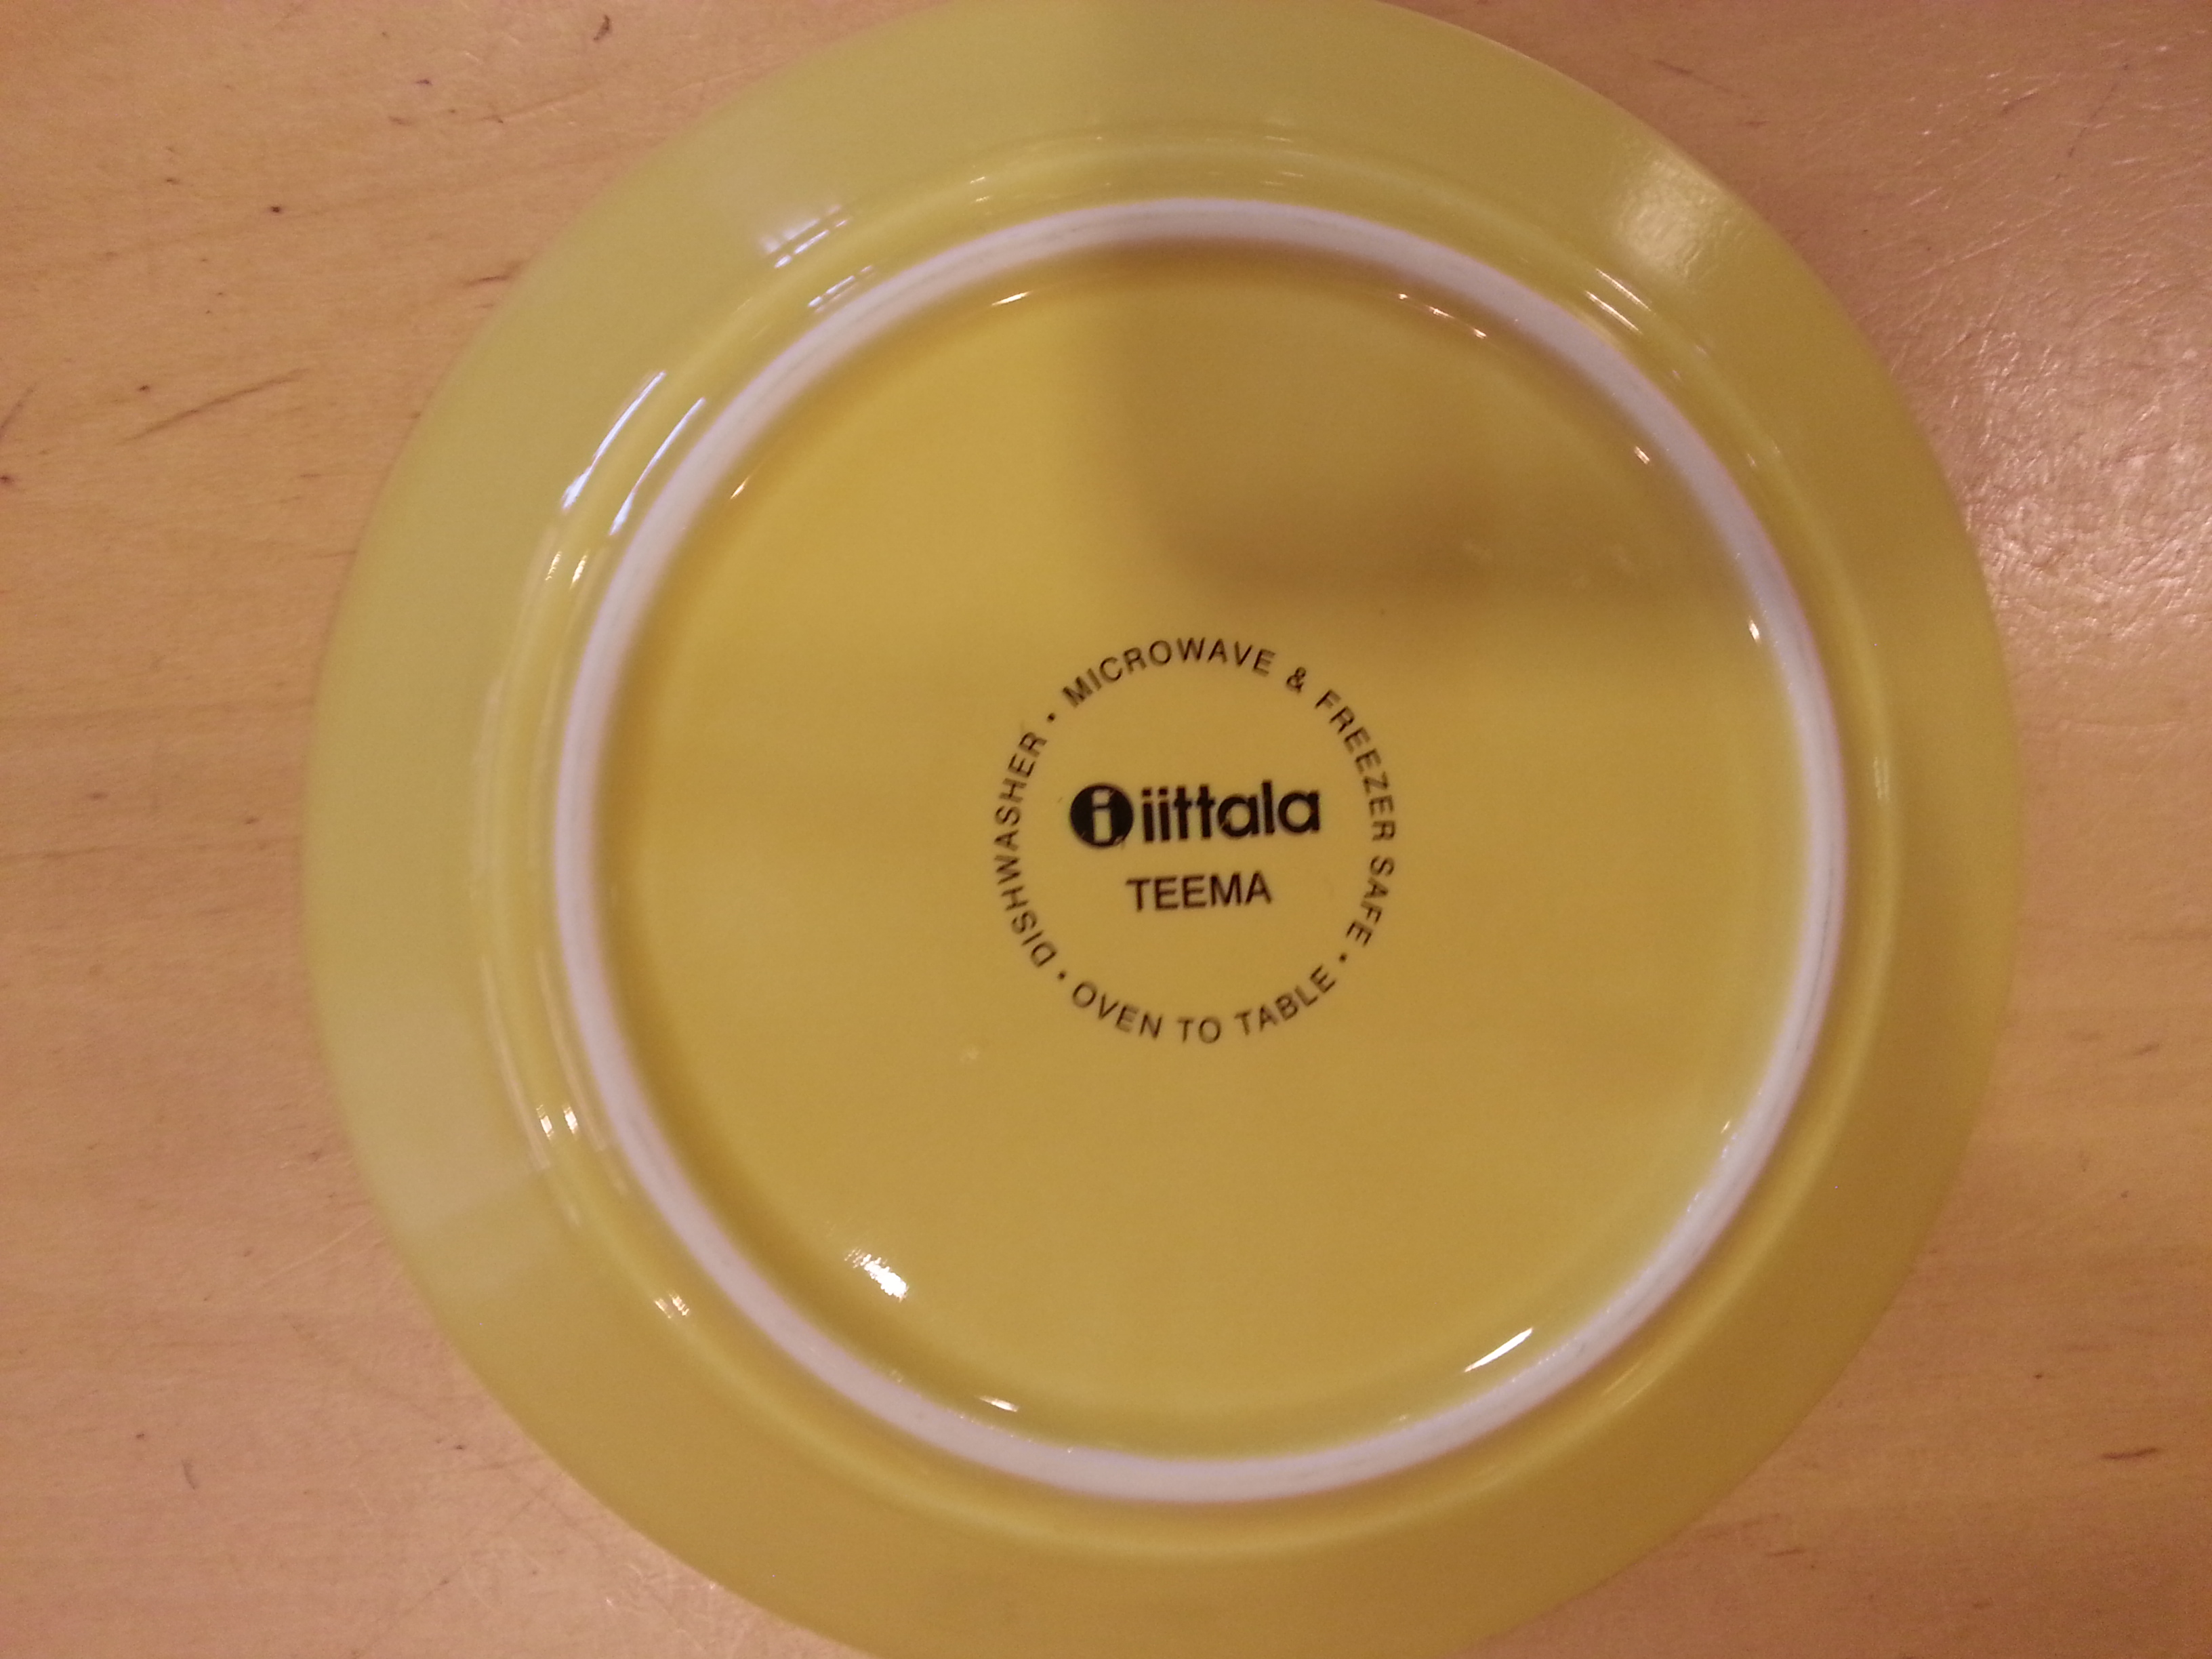 DISHWASHER • MICROWAVE & FREEZER SAFE • OVEN TO TABLE •
i iittala
TEEMA